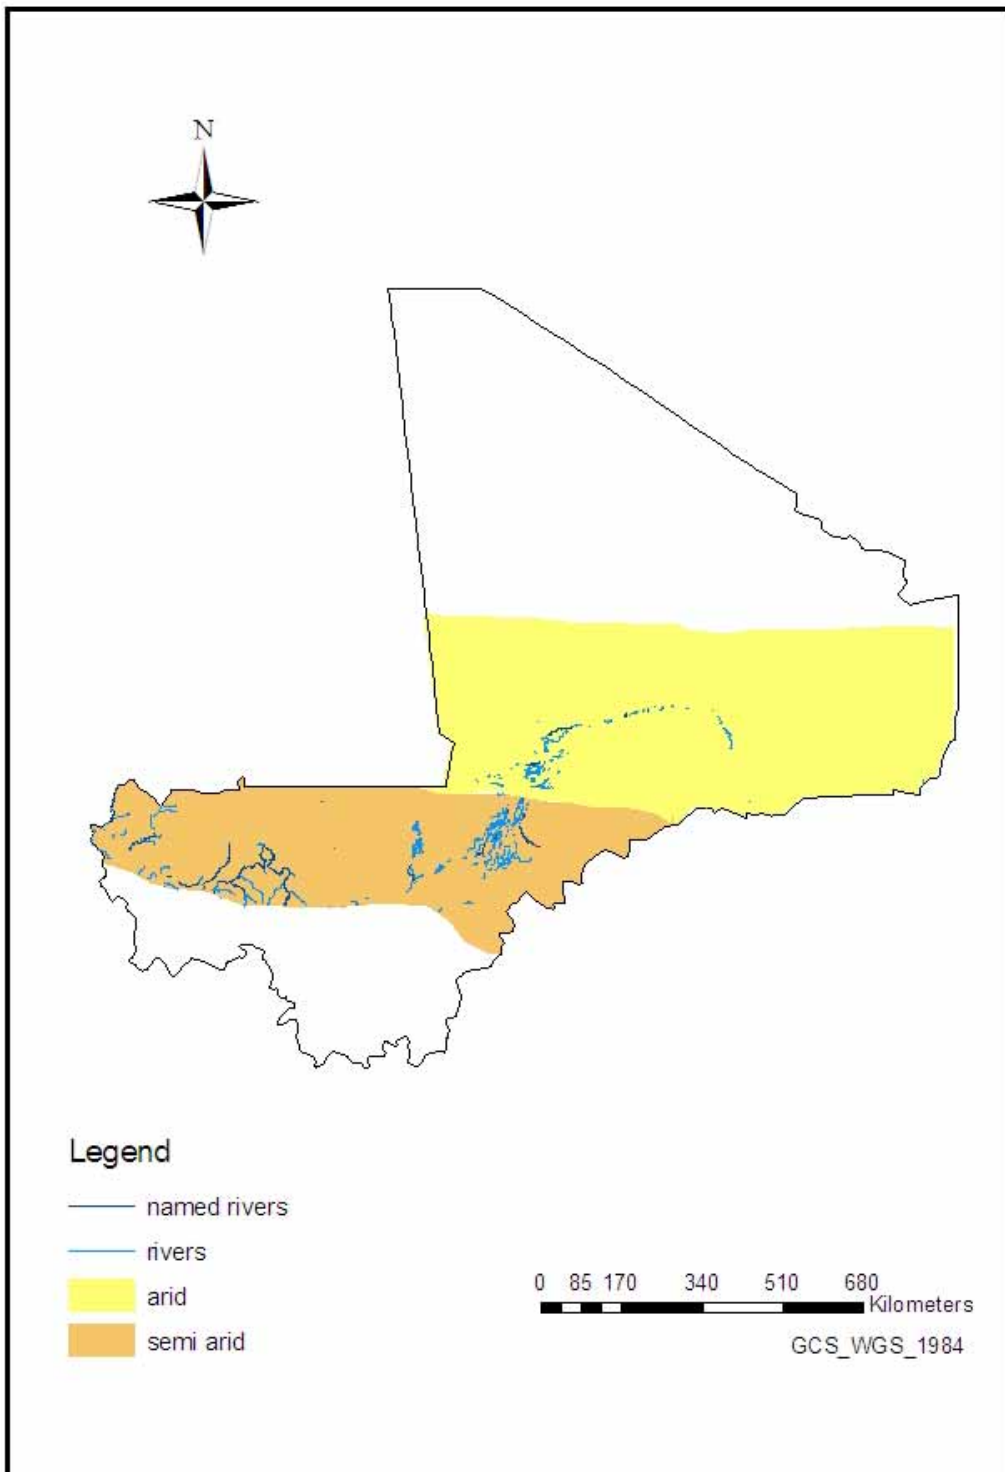 N
Legend
named rivers
rivers
arid
semi arid
0 85 170 340 510 680
Kilometers
GCS_WGS_1984